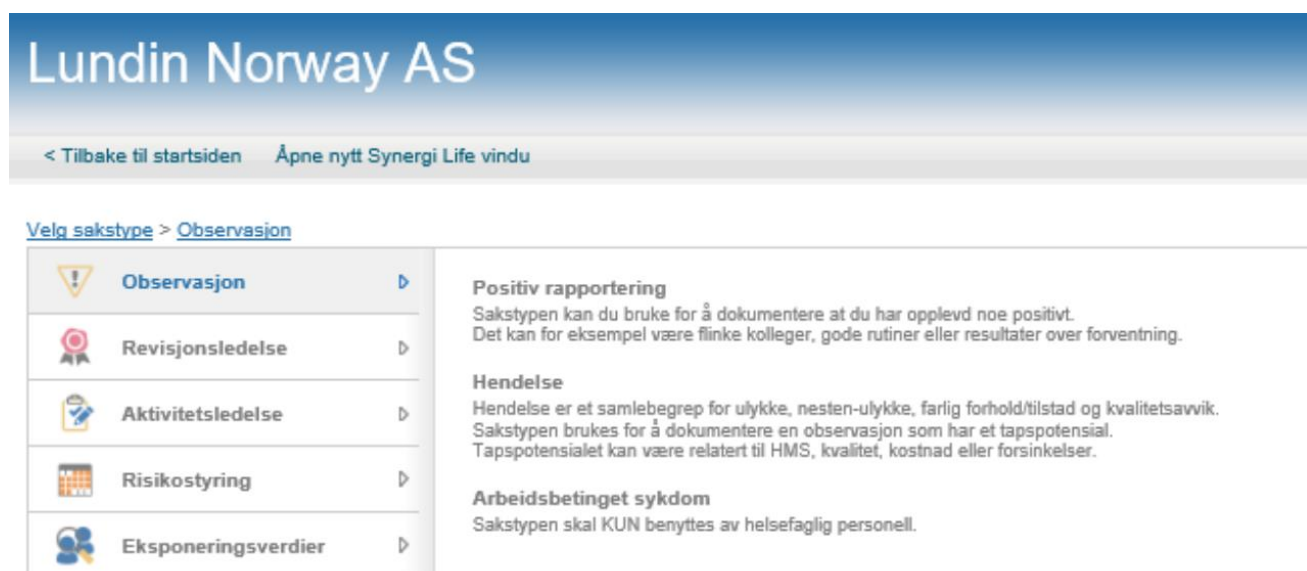 Lundin Norway AS
< Tilbake til startsiden Åpne nytt Synergi Life vindu
Velg sakstype > Observasjon
Observasjon
Revisjonsledelse
Aktivitetsledelse
Risikostyring
Eksponeringsverdier
Positiv rapportering
Sakstypen kan du bruke for å dokumentere at du har opplevd noe positivt.
Det kan for eksempel være flinke kolleger, gode rutiner eller resultater over forventning.
Hendelse
Hendelse er et samlebegrep for ulykke, nesten-ulykke, farlig forhold/tilstad og kvalitetsavvik.
Sakstypen brukes for å dokumentere en observasjon som har et tapspotensial.
Tapspotensialet kan være relatert til HMS, kvalitet, kostnad eller forsinkelser.
Arbeidsbetinget sykdom
Sakstypen skal KUN benyttes av helsefaglig personell.